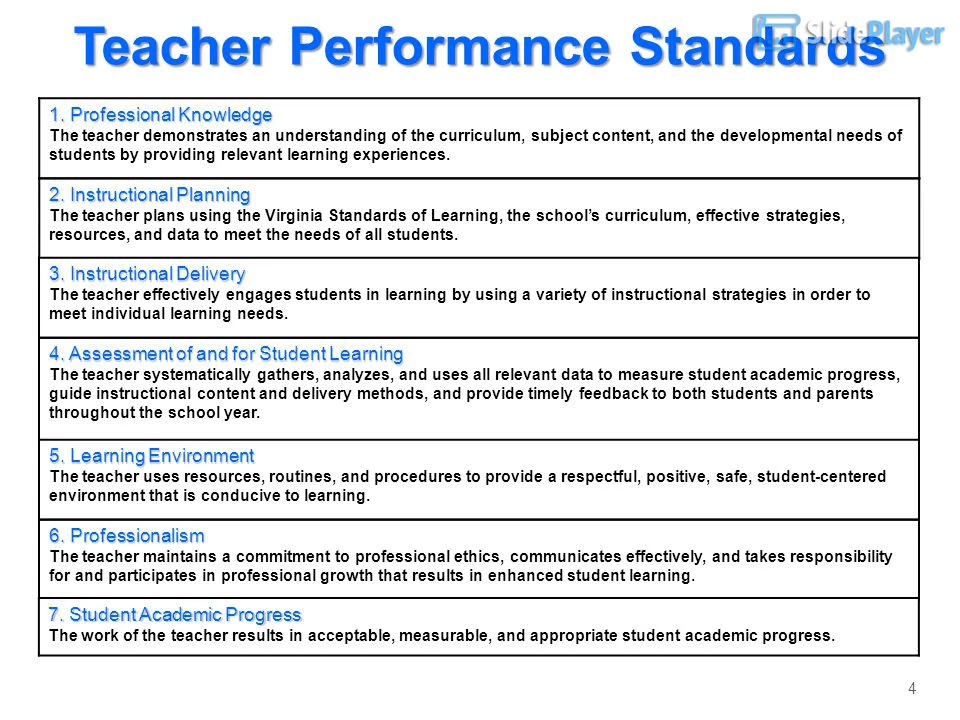 Teacher Performance Standards
SlidePlayer
1. Professional Knowledge
The teacher demonstrates an understanding of the curriculum, subject content, and the developmental needs of
students by providing relevant learning experiences.
2. Instructional Planning
The teacher plans using the Virginia Standards of Learning, the school’s curriculum, effective strategies,
resources, and data to meet the needs of all students.
3. Instructional Delivery
The teacher effectively engages students in learning by using a variety of instructional strategies in order to
meet individual learning needs.
4. Assessment of and for Student Learning
The teacher systematically gathers, analyzes, and uses all relevant data to measure student academic progress,
guide instructional content and delivery methods, and provide timely feedback to both students and parents
throughout the school year.
5. Learning Environment
The teacher uses resources, routines, and procedures to provide a respectful, positive, safe, student-centered
environment that is conducive to learning.
6. Professionalism
The teacher maintains a commitment to professional ethics, communicates effectively, and takes responsibility
for and participates in professional growth that results in enhanced student learning.
7. Student Academic Progress
The work of the teacher results in acceptable, measurable, and appropriate student academic progress.
4